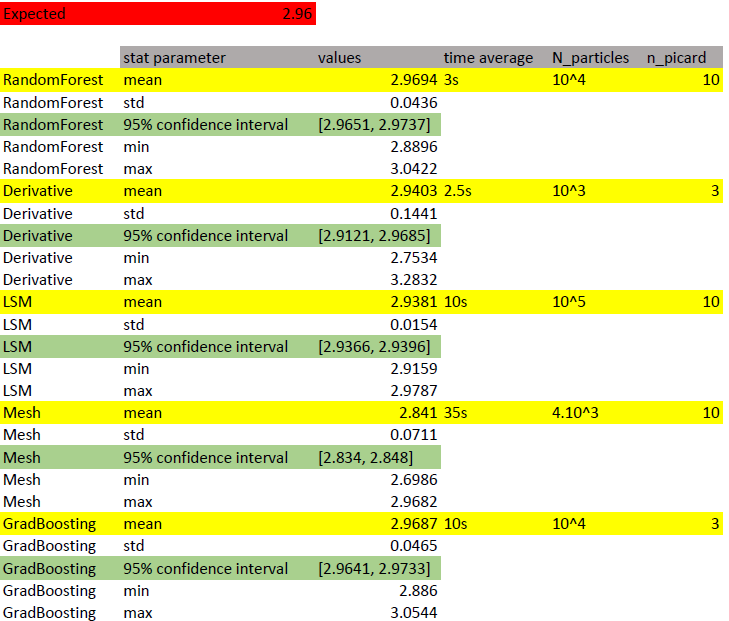 Expected 2.96
stat parameter values time average N_particles n_picard
RandomForest mean 2.9694 3s 10^4 10
RandomForest std 0.0436
RandomForest 95% confidence interval [2.9651, 2.9737]
RandomForest min 2.8896
RandomForest max 3.0422
Derivative mean 2.9403 2.5s 10^3 3
Derivative std 0.1441
Derivative 95% confidence interval [2.9121, 2.9685]
Derivative min 2.7534
Derivative max 3.2832
LSM mean 2.9381 10s 10^5 10
LSM std 0.0154
LSM 95% confidence interval [2.9366, 2.9396]
LSM min 2.9159
LSM max 2.9787
Mesh mean 2.841 35s 4.10^3 10
Mesh std 0.0711
Mesh 95% confidence interval [2.834, 2.848]
Mesh min 2.6986
Mesh max 2.9682
GradBoosting mean 2.9687 10s 10^4 3
GradBoosting std 0.0465
GradBoosting 95% confidence interval [2.9641, 2.9733]
GradBoosting min 2.886
GradBoosting max 3.0544